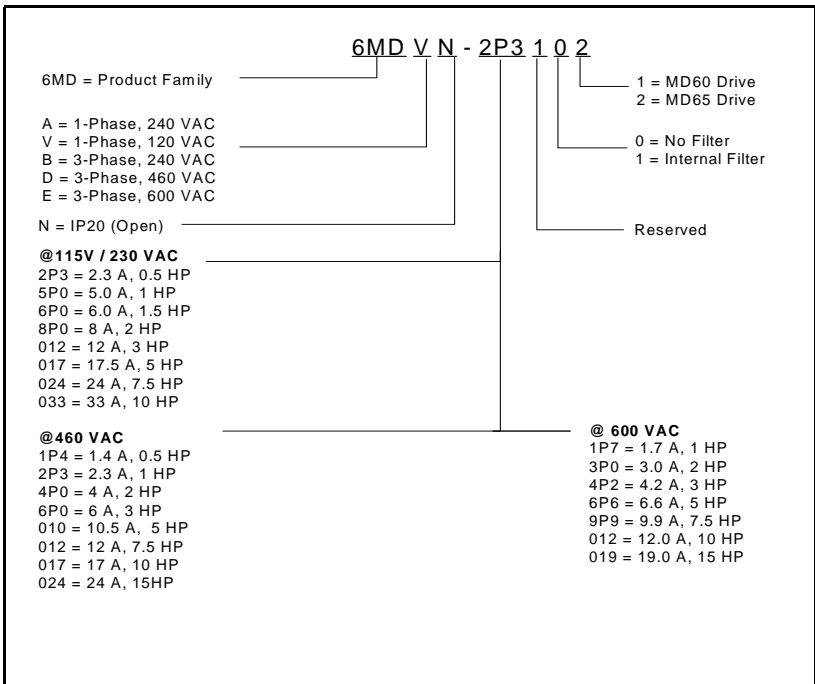 6MD V N - 2P3 1 0 2
6MD = Product Family
A = 1-Phase, 240 VAC
V = 1-Phase, 120 VAC
B = 3-Phase, 240 VAC
D = 3-Phase, 460 VAC
E = 3-Phase, 600 VAC
N = IP20 (Open)
@115V / 230 VAC
2P3 = 2.3 A, 0.5 HP
5P0 = 5.0 A, 1 HP
6P0 = 6.0 A, 1.5 HP
8P0 = 8 A, 2 HP
012 = 12 A, 3 HP
017 = 17.5 A, 5 HP
024 = 24 A, 7.5 HP
033 = 33 A, 10 HP
@460 VAC
1P4 = 1.4 A, 0.5 HP
2P3 = 2.3 A, 1 HP
4P0 = 4 A, 2 HP
6P0 = 6 A, 3 HP
010 = 10.5 A, 5 HP
012 = 12 A, 7.5 HP
017 = 17 A, 10 HP
024 = 24 A, 15HP
1 = MD60 Drive
2 = MD65 Drive
0 = No Filter
1 = Internal Filter
Reserved
@ 600 VAC
1P7 = 1.7 A, 1 HP
3P0 = 3.0 A, 2 HP
4P2 = 4.2 A, 3 HP
6P6 = 6.6 A, 5 HP
9P9 = 9.9 A, 7.5 HP
012 = 12.0 A, 10 HP
019 = 19.0 A, 15 HP